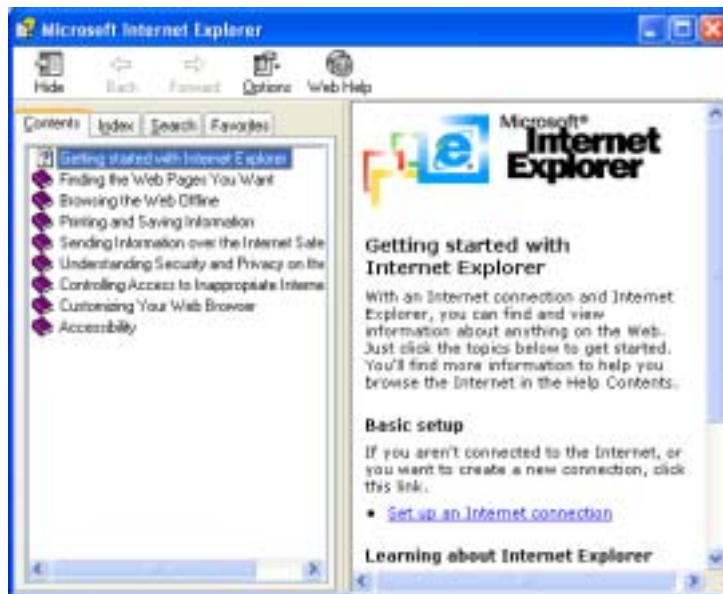 Microsoft Internet Explorer
Hide Back Forward Options Web Help
Contents Index Search Favorites
Getting started with Internet Explorer
Finding the Web Pages You Want
Browsing the Web Offline
Printing and Saving Information
Sending Information over the Internet Safe
Understanding Security and Privacy on the
Controlling Access to Inappropriate Interne
Customizing Your Web Browser
Accessibility
Microsoft®
Internet
Explorer
Getting started with
Internet Explorer
With an Internet connection and Internet
Explorer, you can find and view
information about anything on the Web.
Just click the topics below to get started.
You'll find more information to help you
browse the Internet in the Help Contents.
Basic setup
If you aren't connected to the Internet, or
you want to create a new connection, click
this link.
• Set up an Internet connection
Learning about Internet Explorer